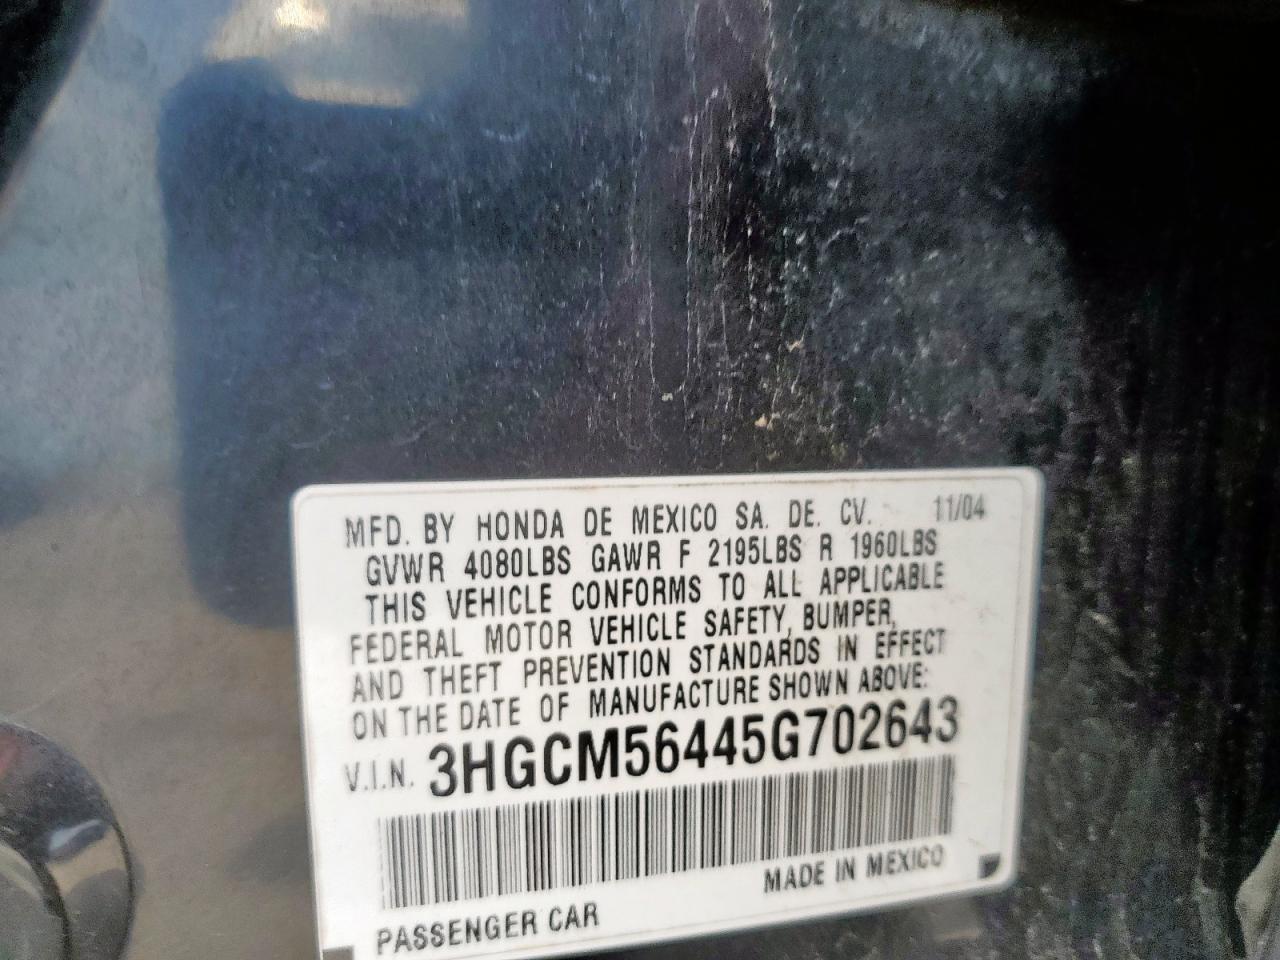 MFD. BY HONDA DE MEXICO SA. DE. CV. 11/04
GVWR 4080LBS GAWR F 2195LBS R 1960LBS
THIS VEHICLE CONFORMS TO ALL APPLICABLE
FEDERAL MOTOR VEHICLE SAFETY, BUMPER,
AND THEFT PREVENTION STANDARDS IN EFFECT
ON THE DATE OF MANUFACTURE SHOWN ABOVE:
V.I.N. 3HGCM56445G702643
MADE IN MEXICO
PASSENGER CAR